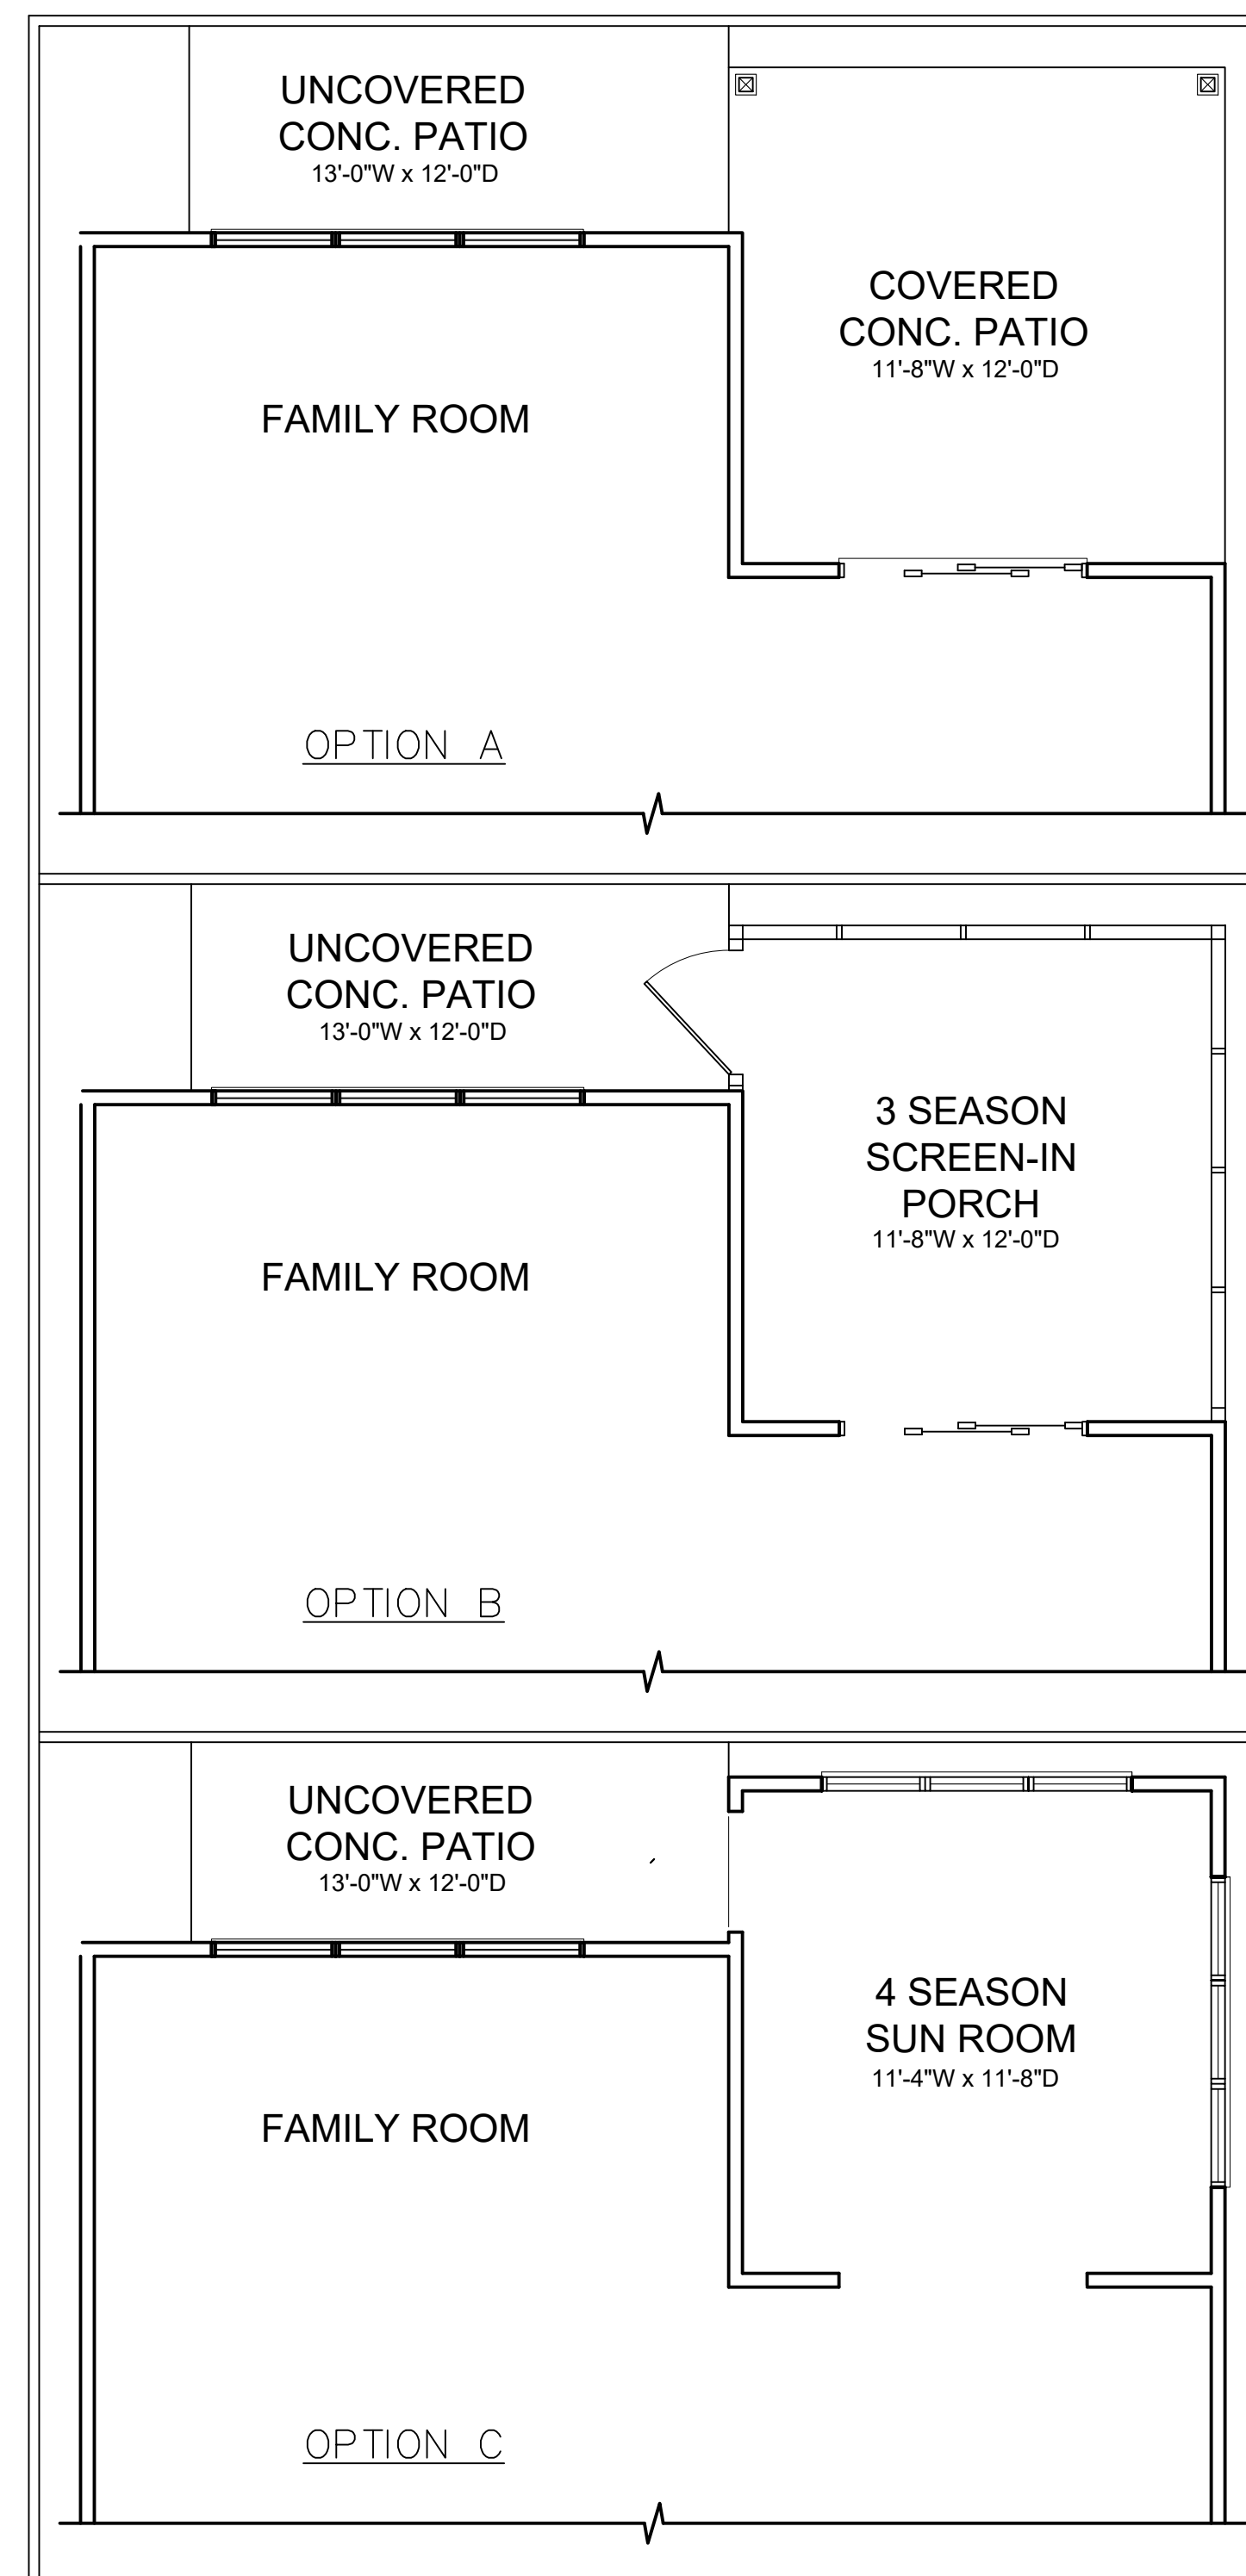 UNCOVERED
CONC. PATIO
13'-0"W x 12'-0"D
COVERED
CONC. PATIO
11'-8"W x 12'-0"D
FAMILY ROOM
OPTION A
UNCOVERED
CONC. PATIO
13'-0"W x 12'-0"D
3 SEASON
SCREEN-IN
PORCH
11'-8"W x 12'-0"D
FAMILY ROOM
OPTION B
UNCOVERED
CONC. PATIO
13'-0"W x 12'-0"D
4 SEASON
SUN ROOM
11'-4"W x 11'-8"D
FAMILY ROOM
OPTION C